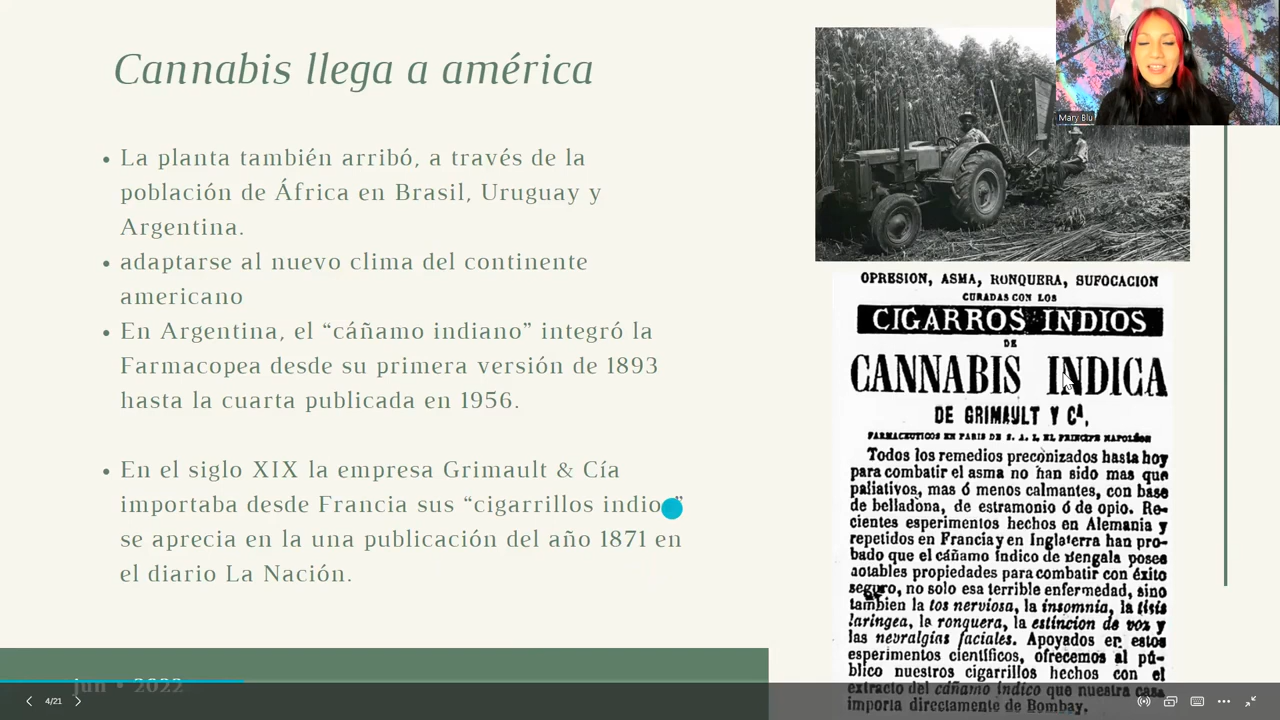 Cannabis llega a américa
• La planta también arribó, a través de la
población de África en Brasil, Uruguay y
Argentina.
• adaptarse al nuevo clima del continente
americano
• En Argentina, el “cáñamo indiano” integró la
Farmacopea desde su primera versión de 1893
hasta la cuarta publicada en 1956.
• En el siglo XIX la empresa Grimault & Cía
importaba desde Francia sus “cigarrillos indio ”
se aprecia en la una publicación del año 1871 en
el diario La Nación.
jun • 2022
4/21
Mary Blu
OPRESION, ASMA, RONQUERA, SUFOCACION
CURADAS CON LOS
CIGARROS INDIOS
DE
CANNABIS INDICA
DE GRIMAULT Y Cª,
FARMACEUTICOS EN PARIS DE S. A. I. EL PRINCIPE NAPOLÉON
Todos los remedios preconizados hasta hoy
para combatir el asma no han sido mas que
paliativos, mas ó menos calmantes, con base
de belladona, de estramonio ó de opio. Re-
cientes esperimentos hechos en Alemania y
repetidos en Francia y en Inglaterra han pro-
bado que el cáñamo índico de Bengala posee
notables propiedades para combatir con éxito
seguro, no solo esa terrible enfermedad, sino
tambien la tos nerviosa, la insomnia, la tisis
laringea, la ronquera, la estincion de voz y
las nevralgias faciales. Apoyados en estos
esperimentos científicos, ofrecemos al pú-
blico nuestros cigarrillos hechos con el
extracto del cáñamo índico que nuestra casa
importa directamente de Bombay.